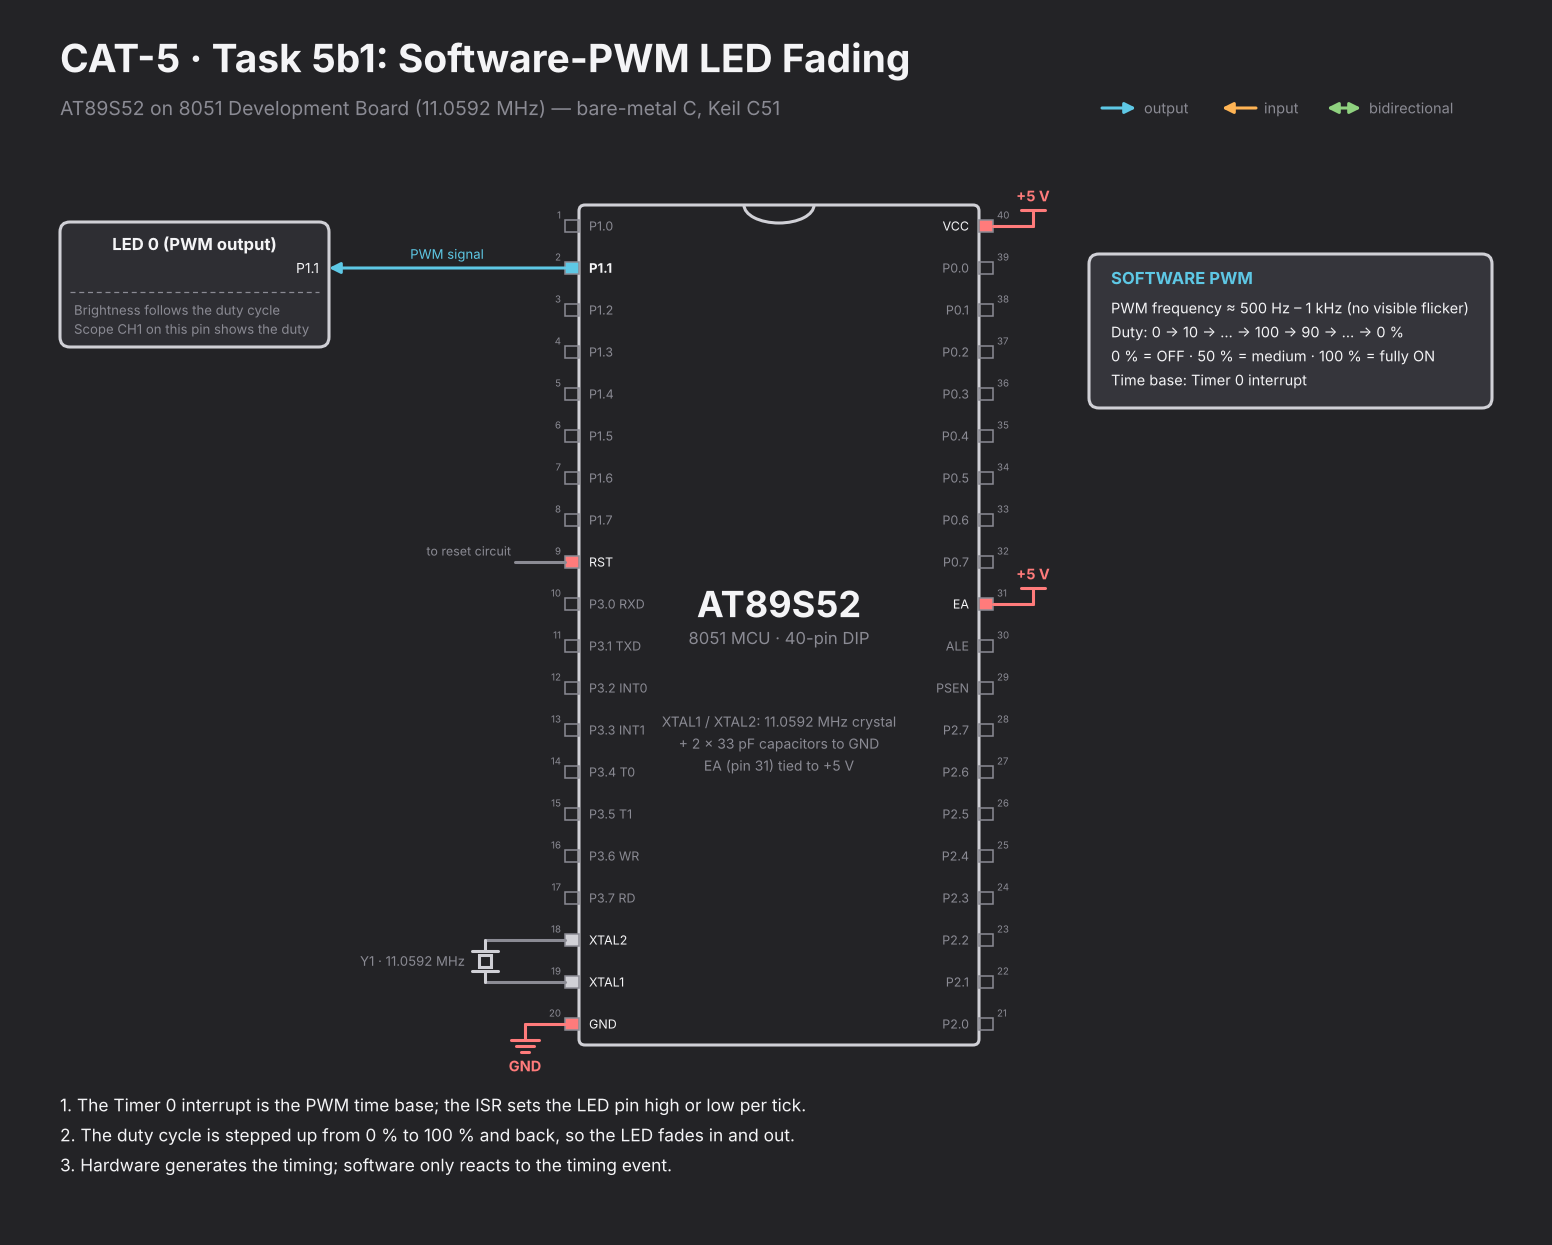 CAT-5 · Task 5b1: Software-PWM LED Fading
AT89S52 on 8051 Development Board (11.0592 MHz) — bare-metal C, Keil C51
output
input
bidirectional
LED 0 (PWM output)
P1.1
Brightness follows the duty cycle
Scope CH1 on this pin shows the duty
PWM signal
1 P1.0
2 P1.1
3 P1.2
4 P1.3
5 P1.4
6 P1.5
7 P1.6
8 P1.7
to reset circuit
9 RST
10 P3.0 RXD
11 P3.1 TXD
12 P3.2 INT0
13 P3.3 INT1
14 P3.4 T0
15 P3.5 T1
16 P3.6 WR
17 P3.7 RD
18 XTAL2
Y1 · 11.0592 MHz
19 XTAL1
20 GND
GND
AT89S52
8051 MCU · 40-pin DIP
XTAL1 / XTAL2: 11.0592 MHz crystal
+ 2 × 33 pF capacitors to GND
EA (pin 31) tied to +5 V
+5 V
VCC 40
P0.0 39
P0.1 38
P0.2 37
P0.3 36
P0.4 35
P0.5 34
P0.6 33
P0.7 32
+5 V
EA 31
ALE 30
PSEN 29
P2.7 28
P2.6 27
P2.5 26
P2.4 25
P2.3 24
P2.2 23
P2.1 22
P2.0 21
SOFTWARE PWM
PWM frequency ≈ 500 Hz – 1 kHz (no visible flicker)
Duty: 0 → 10 → ... → 100 → 90 → ... → 0 %
0 % = OFF · 50 % = medium · 100 % = fully ON
Time base: Timer 0 interrupt
1. The Timer 0 interrupt is the PWM time base; the ISR sets the LED pin high or low per tick.
2. The duty cycle is stepped up from 0 % to 100 % and back, so the LED fades in and out.
3. Hardware generates the timing; software only reacts to the timing event.